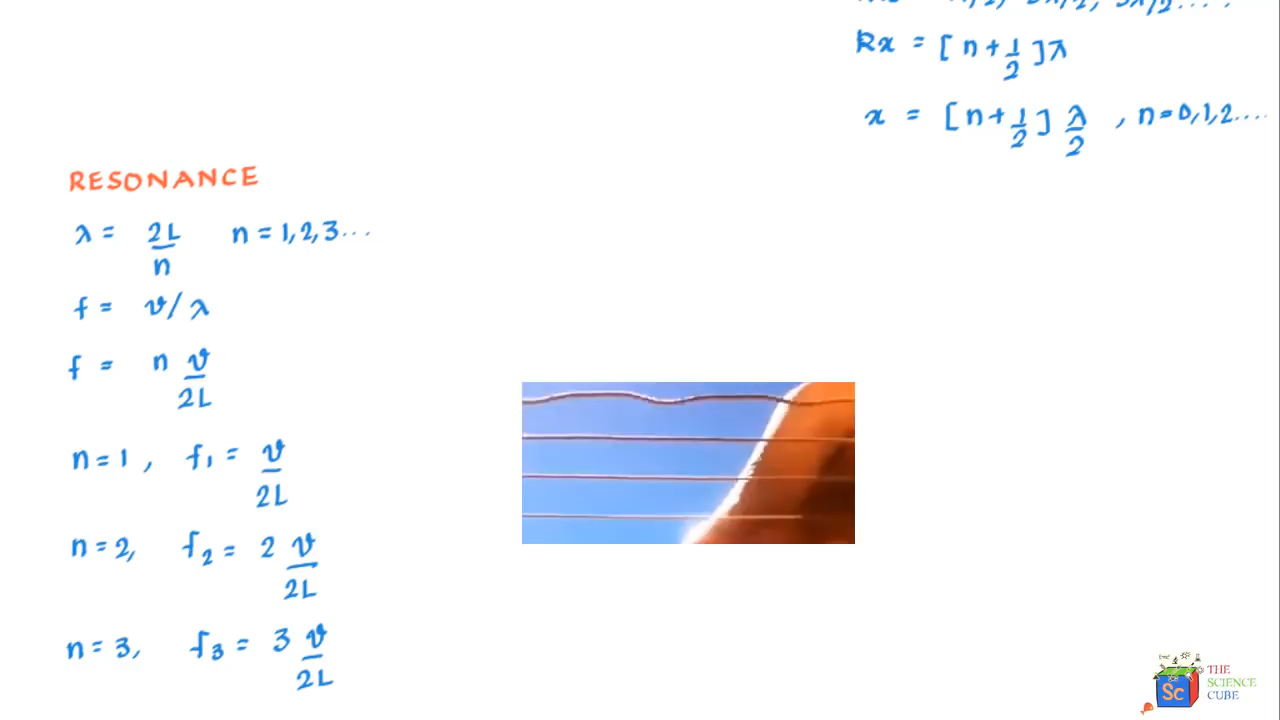 Rx = [n+1/2]λ
x = [n+1/2] λ/2 , n=0,1,2....
RESONANCE
λ = 2L/n n = 1,2,3...
f = v/λ
f = n v/2L
n=1, f₁ = v/2L
n=2, f₂ = 2 v/2L
n=3, f₃ = 3 v/2L
Sc
THE
SCIENCE
CUBE